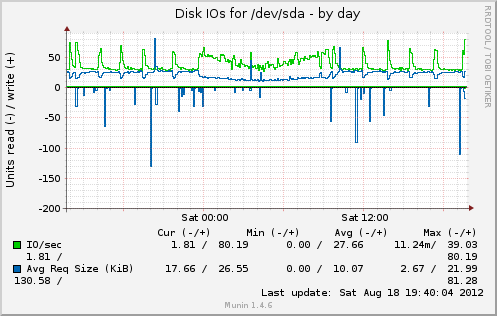 Disk IOs for /dev/sda - by day
RRDTOOL / TOBI OETIKER
Units read (-) / write (+)
50
0
-50
-100
-150
-200
Sat 00:00 Sat 12:00
Cur (-/+) Min (-/+) Avg (-/+) Max (-/+)
IO/sec 1.81 / 80.19 0.00 / 27.66 11.24m/ 39.03
1.81 / 80.19
Avg Req Size (KiB) 17.66 / 26.55 0.00 / 10.07 2.67 / 21.99
130.58 / 81.28
Last update: Sat Aug 18 19:40:04 2012
Munin 1.4.6